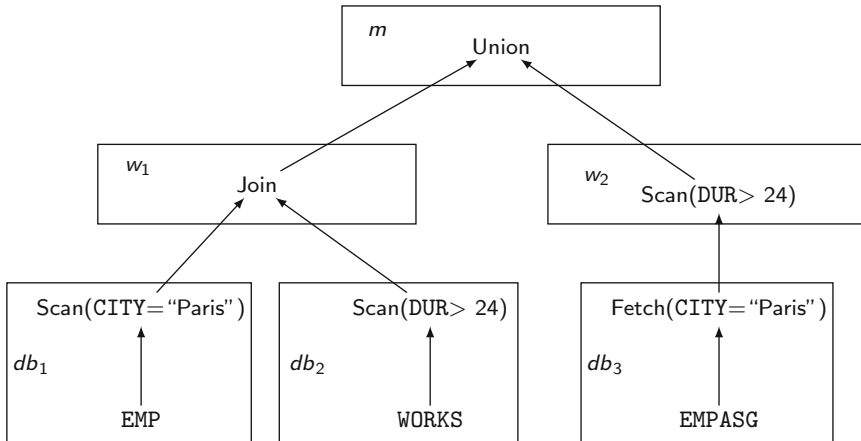 m
Union
w₁
Join
w₂
Scan(DUR> 24)
Scan(CITY=“Paris”)
Scan(DUR> 24)
Fetch(CITY=“Paris”)
db₁
db₂
db₃
EMP
WORKS
EMPASG